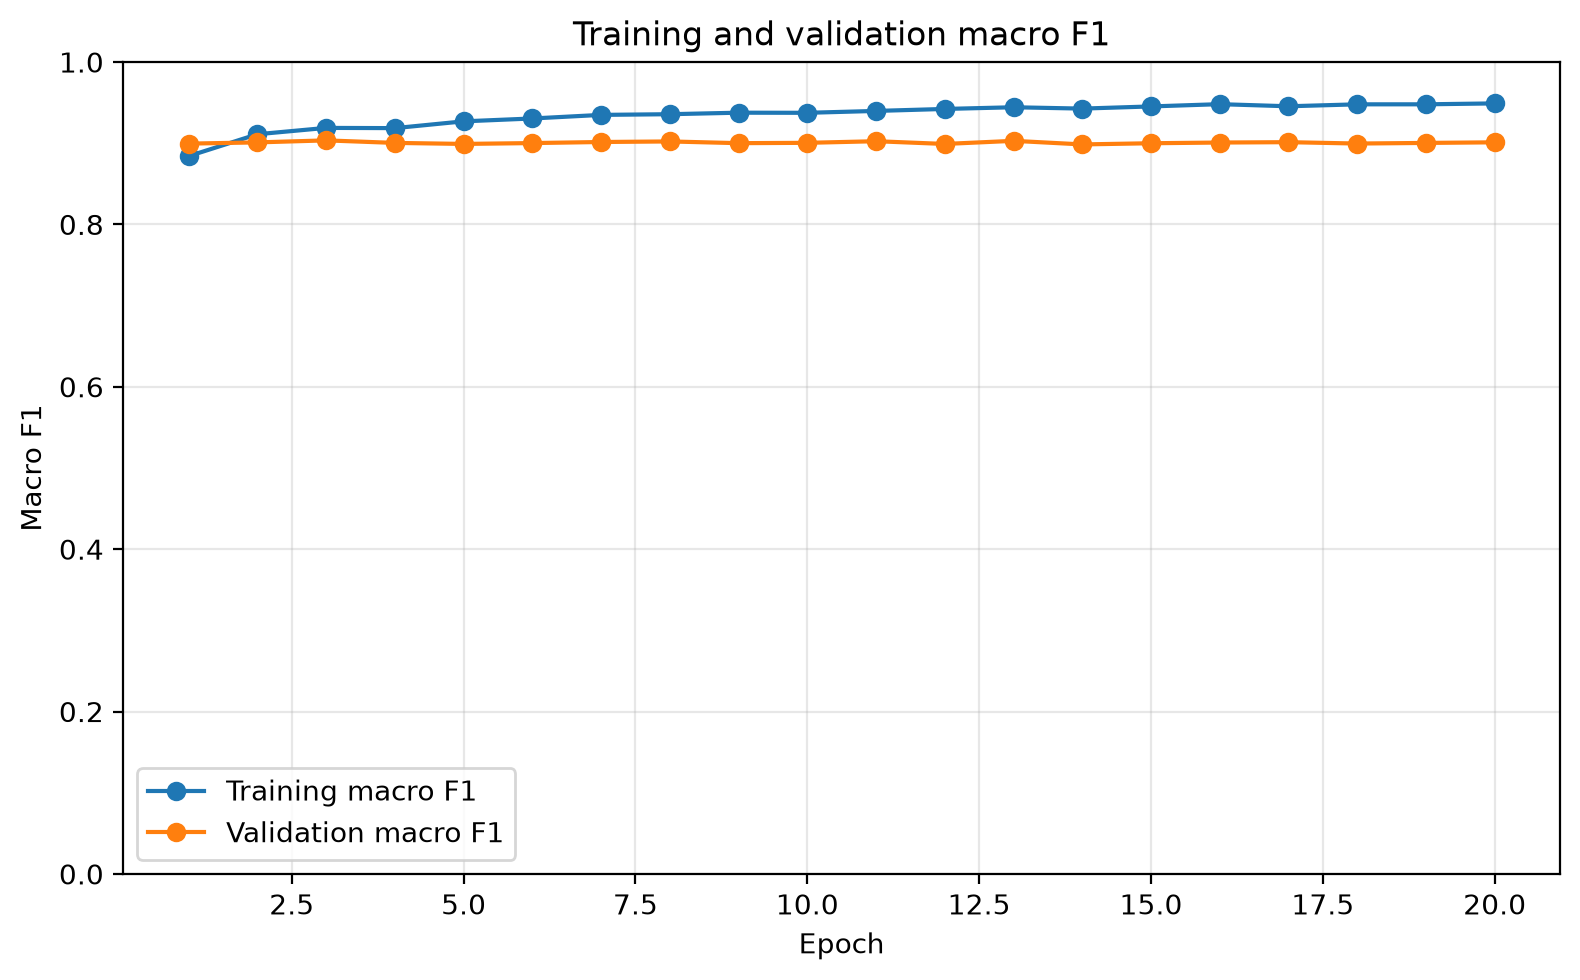 Training and validation macro F1
1.0
0.8
0.6
0.4
0.2
0.0
Macro F1
Training macro F1
Validation macro F1
2.5 5.0 7.5 10.0 12.5 15.0 17.5 20.0
Epoch